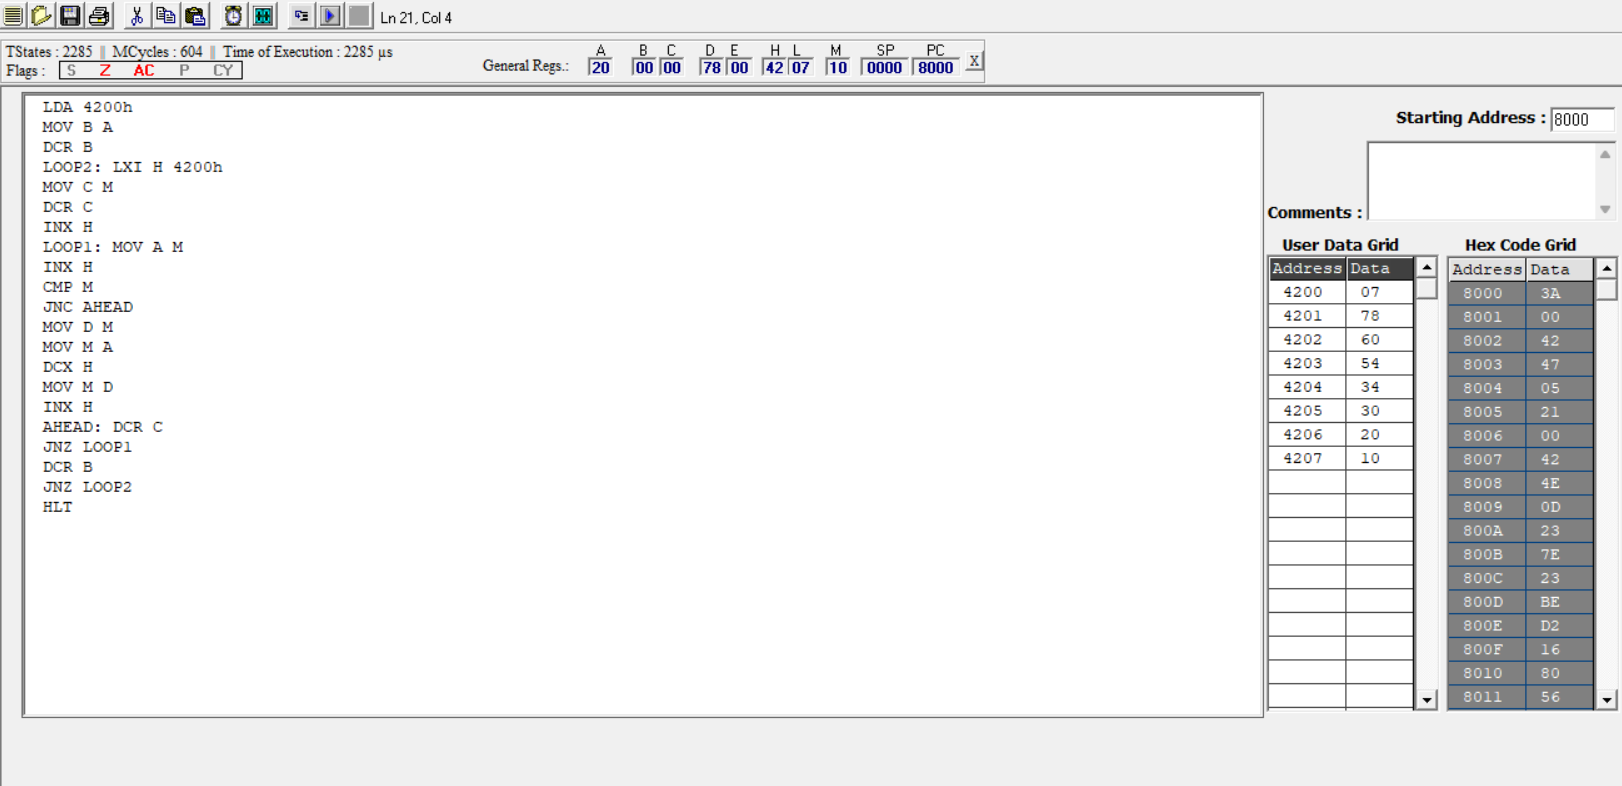 Ln 21, Col 4
TStates : 2285 || MCycles : 604 || Time of Execution : 2285 µs
Flags : S Z AC P CY
General Regs.: A B C D E H L M SP PC X
20 00 00 78 00 42 07 10 0000 8000
LDA 4200h
MOV B A
DCR B
LOOP2: LXI H 4200h
MOV C M
DCR C
INX H
LOOP1: MOV A M
INX H
CMP M
JNC AHEAD
MOV D M
MOV M A
DCX H
MOV M D
INX H
AHEAD: DCR C
JNZ LOOP1
DCR B
JNZ LOOP2
HLT
Starting Address : 8000
Comments :
User Data Grid
Address Data
4200 07
4201 78
4202 60
4203 54
4204 34
4205 30
4206 20
4207 10
Hex Code Grid
Address Data
8000 3A
8001 00
8002 42
8003 47
8004 05
8005 21
8006 00
8007 42
8008 4E
8009 0D
800A 23
800B 7E
800C 23
800D BE
800E D2
800F 16
8010 80
8011 56